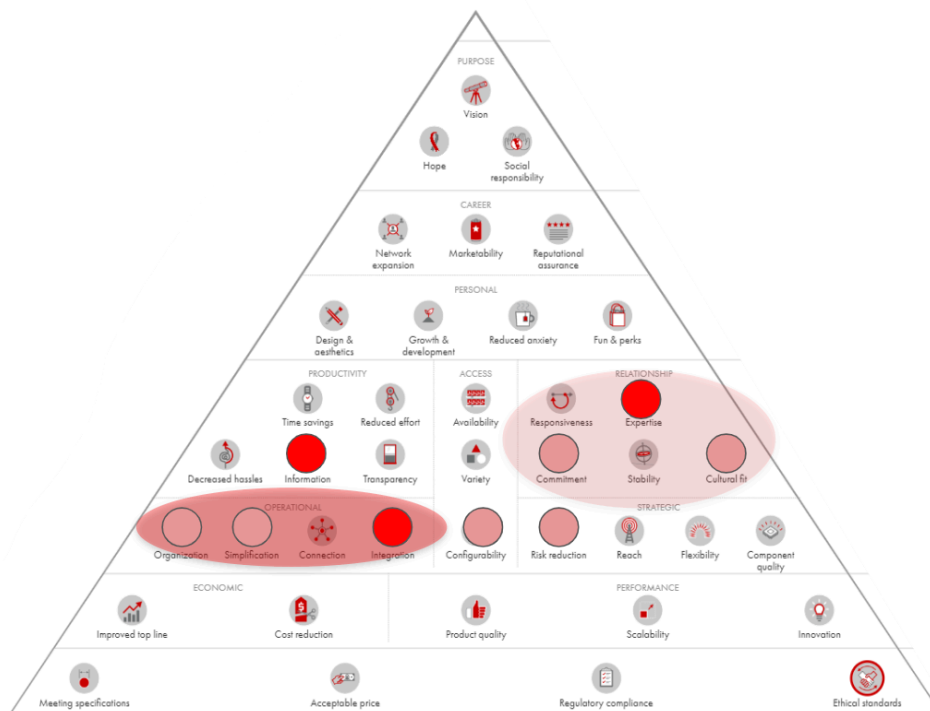 PURPOSE
Vision
Hope
Social
responsibility
CAREER
Network
expansion
Marketability
Reputational
assurance
PERSONAL
Design &
aesthetics
Growth &
development
Reduced anxiety
Fun & perks
PRODUCTIVITY
ACCESS
RELATIONSHIP
Time savings
Reduced effort
Availability
Responsiveness
Expertise
Decreased hassles
Information
Transparency
Variety
Commitment
Stability
Cultural fit
OPERATIONAL
STRATEGIC
Organization
Simplification
Connection
Integration
Configurability
Risk reduction
Reach
Flexibility
Component
quality
ECONOMIC
PERFORMANCE
Improved top line
Cost reduction
Product quality
Scalability
Innovation
Meeting specifications
Acceptable price
Regulatory compliance
Ethical standards